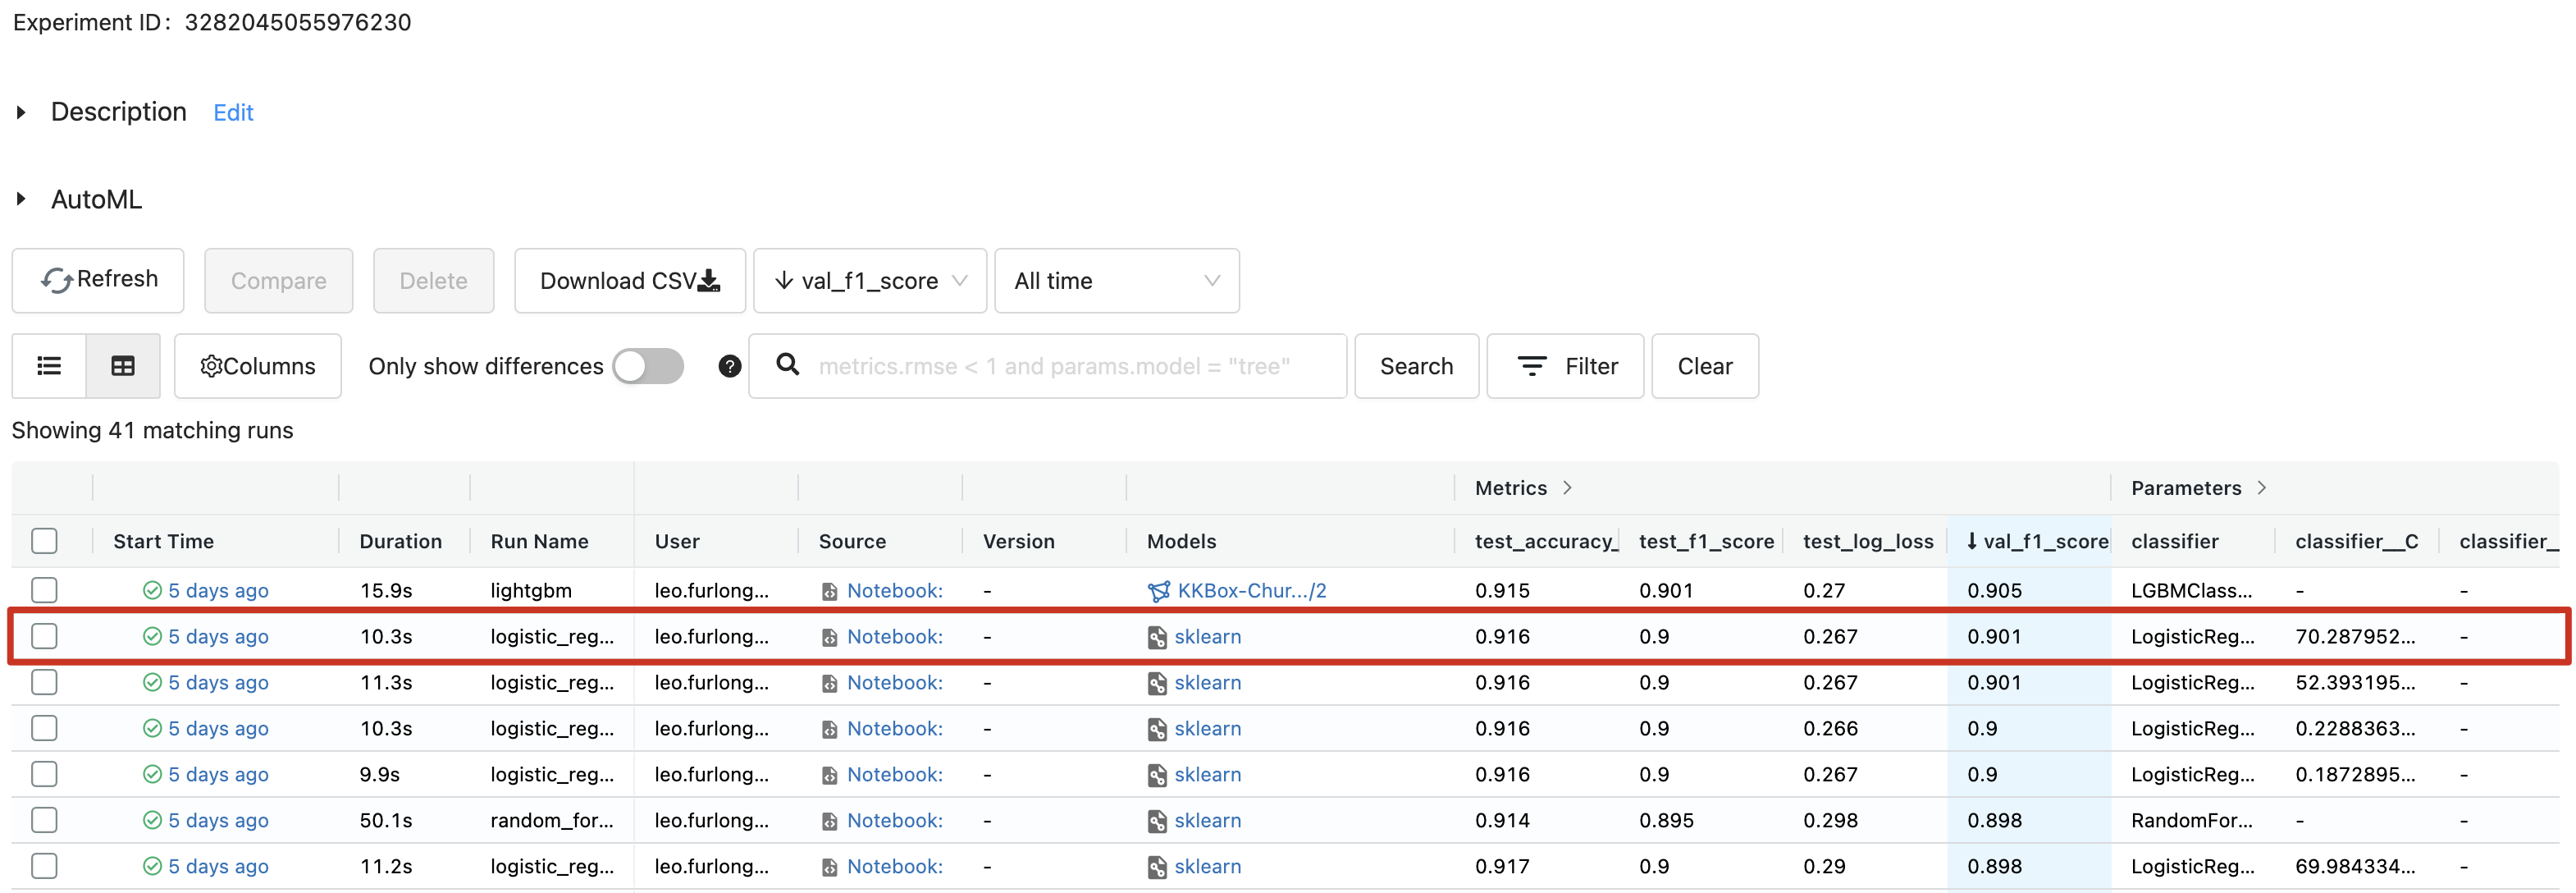 Experiment ID: 3282045055976230
Description Edit
AutoML
Refresh Compare Delete Download CSV val_f1_score All time
Columns Only show differences ? metrics.rmse < 1 and params.model = "tree" Search Filter Clear
Showing 41 matching runs
Metrics Parameters
Start Time Duration Run Name User Source Version Models test_accuracy_ test_f1_score test_log_loss ↓ val_f1_score classifier classifier__C classifier_
5 days ago 15.9s lightgbm leo.furlong... Notebook: - KKBox-Chur.../2 0.915 0.901 0.27 0.905 LGBMClass... - -
5 days ago 10.3s logistic_reg... leo.furlong... Notebook: - sklearn 0.916 0.9 0.267 0.901 LogisticReg... 70.287952... -
5 days ago 11.3s logistic_reg... leo.furlong... Notebook: - sklearn 0.916 0.9 0.267 0.901 LogisticReg... 52.393195... -
5 days ago 10.3s logistic_reg... leo.furlong... Notebook: - sklearn 0.916 0.9 0.266 0.9 LogisticReg... 0.2288363... -
5 days ago 9.9s logistic_reg... leo.furlong... Notebook: - sklearn 0.916 0.9 0.267 0.9 LogisticReg... 0.1872895... -
5 days ago 50.1s random_for... leo.furlong... Notebook: - sklearn 0.914 0.895 0.298 0.898 RandomFor... - -
5 days ago 11.2s logistic_reg... leo.furlong... Notebook: - sklearn 0.917 0.9 0.29 0.898 LogisticReg... 69.984334... -